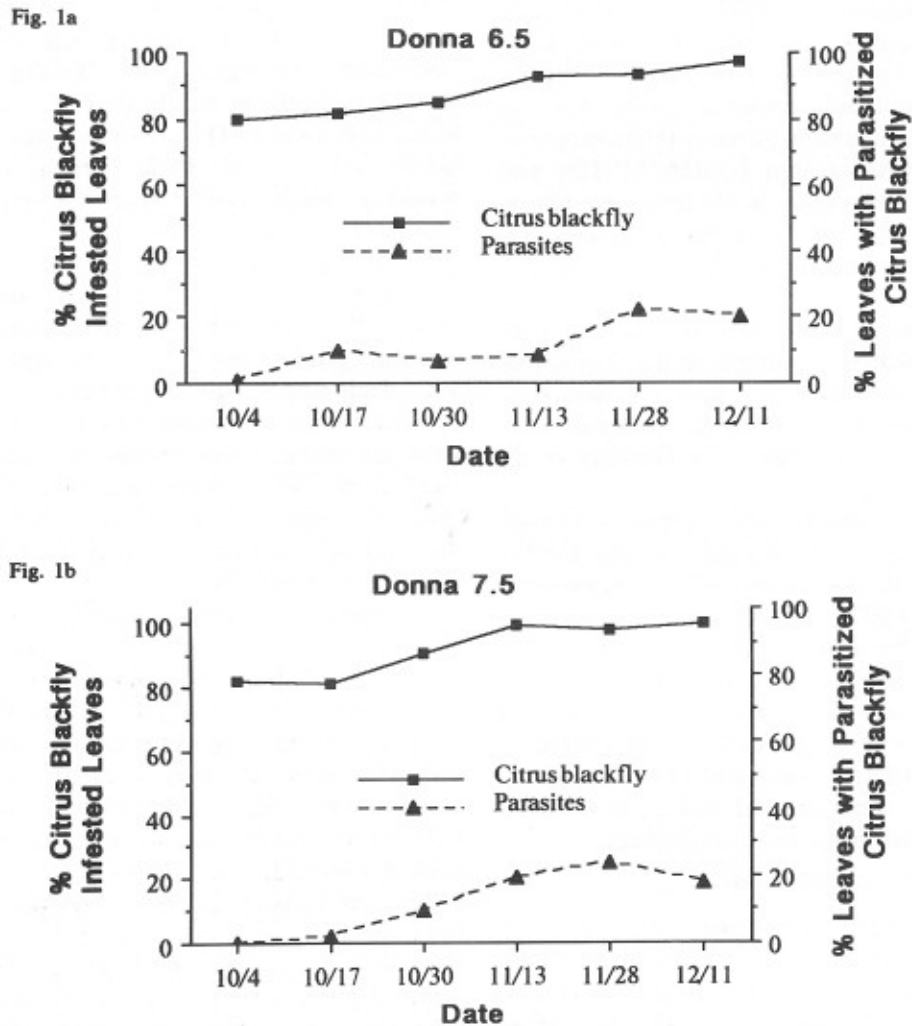 Fig. 1a
Donna 6.5
% Citrus Blackfly
Infested Leaves
100
80
60
40
20
0
Citrus blackfly
Parasites
100
80
60
40
20
0
% Leaves with Parasitized
Citrus Blackfly
10/4 10/17 10/30 11/13 11/28 12/11
Date
Fig. 1b
Donna 7.5
% Citrus Blackfly
Infested Leaves
100
80
60
40
20
0
Citrus blackfly
Parasites
100
80
60
40
20
0
% Leaves with Parasitized
Citrus Blackfly
10/4 10/17 10/30 11/13 11/28 12/11
Date